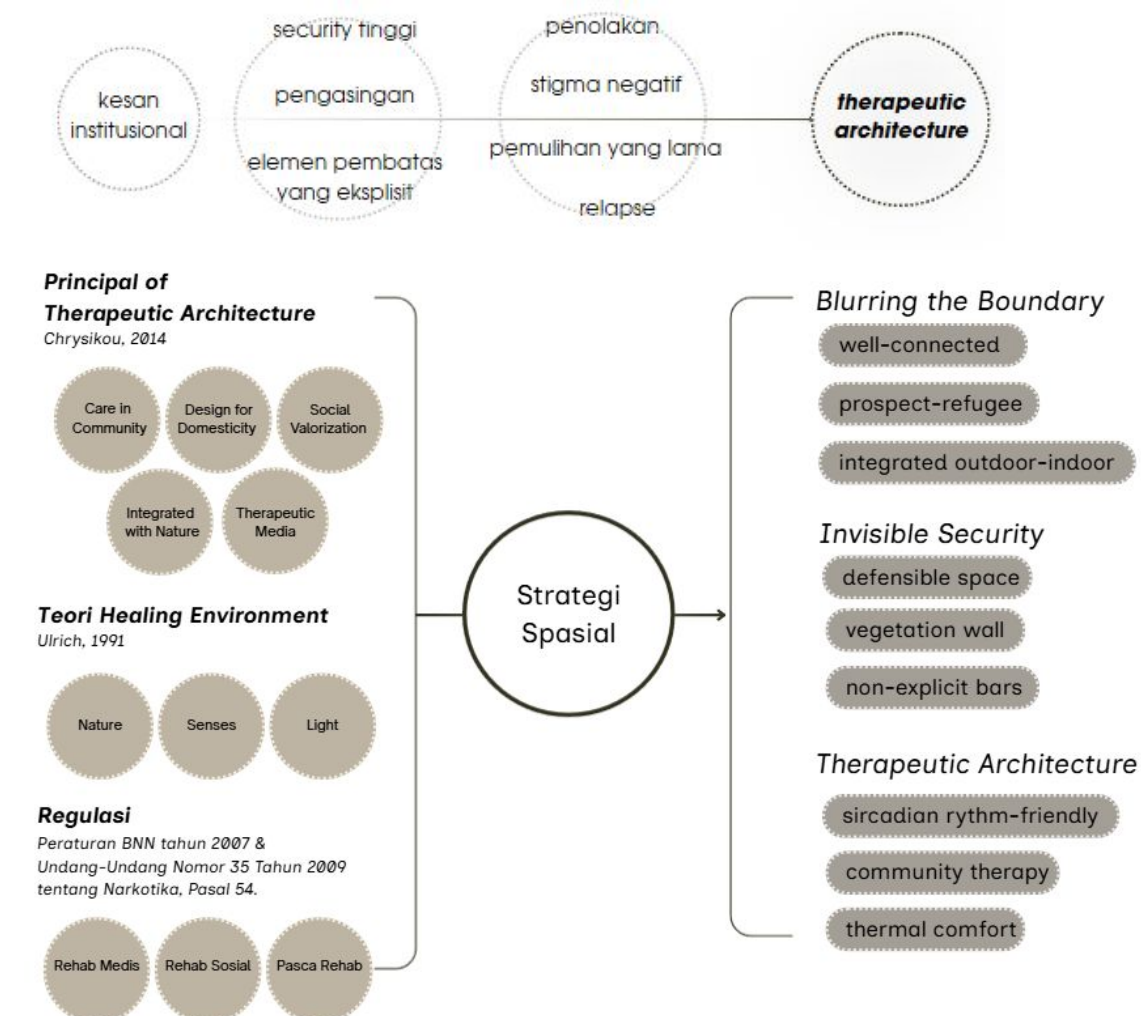 kesan
institusional
security tinggi
pengasingan
elemen pembatas
yang eksplisit
penolakan
stigma negatif
pemulihan yang lama
relapse
therapeutic
architecture
Principal of
Therapeutic Architecture
Chrysikou, 2014
Care in
Community
Design for
Domesticity
Social
Valorization
Integrated
with Nature
Therapeutic
Media
Teori Healing Environment
Ulrich, 1991
Nature
Senses
Light
Regulasi
Peraturan BNN tahun 2007 &
Undang-Undang Nomor 35 Tahun 2009
tentang Narkotika, Pasal 54.
Rehab Medis
Rehab Sosial
Pasca Rehab
Strategi
Spasial
Blurring the Boundary
well-connected
prospect-refugee
integrated outdoor-indoor
Invisible Security
defensible space
vegetation wall
non-explicit bars
Therapeutic Architecture
sircadian rythm-friendly
community therapy
thermal comfort